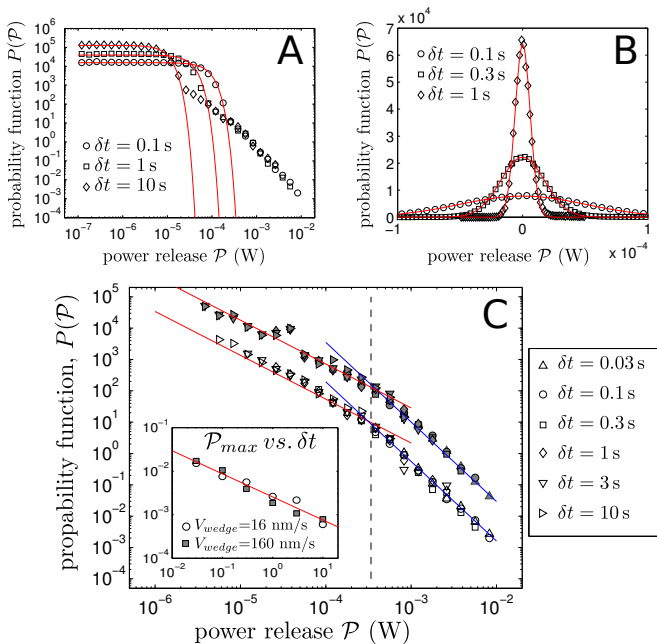 A
probability function P(𝒫)
10^6
10^5
10^4
10^3
10^2
10^1
10^0
10^-1
10^-2
10^-3
10^-4
δt = 0.1 s
δt = 1 s
δt = 10 s
10^-7 10^-6 10^-5 10^-4 10^-3 10^-2
power release 𝒫 (W)
B
probability function P(𝒫)
x 10^4
7
6
5
4
3
2
1
0
δt = 0.1 s
δt = 0.3 s
δt = 1 s
-1 0 1
x 10^-4
power release 𝒫 (W)
C
propability function, P(𝒫)
10^5
10^4
10^3
10^2
10^1
10^0
10^-1
10^-2
10^-3
10^-4
10^-6 10^-5 10^-4 10^-3 10^-2
power release 𝒫 (W)
𝒫max vs. δt
10^-1
10^-2
10^-3
10^-4
Vwedge=16 nm/s
Vwedge=160 nm/s
10^-2 10^-1 10^0 10^1
δt = 0.03 s
δt = 0.1 s
δt = 0.3 s
δt = 1 s
δt = 3 s
δt = 10 s